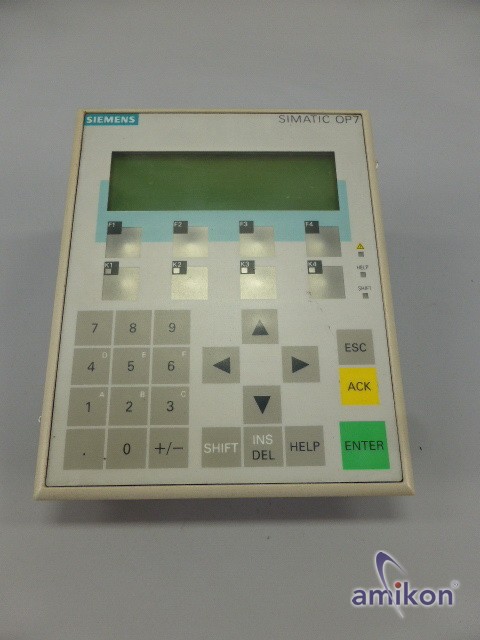 SIEMENS SIMATIC OP7
F1 F2 F3 F4
K1 K2 K3 K4
HELP
SHIFT
7 8 9
ESC
4 D 5 E 6 F
ACK
1 A 2 B 3 C
. 0 +/−
SHIFT INS DEL HELP
ENTER
amikon®